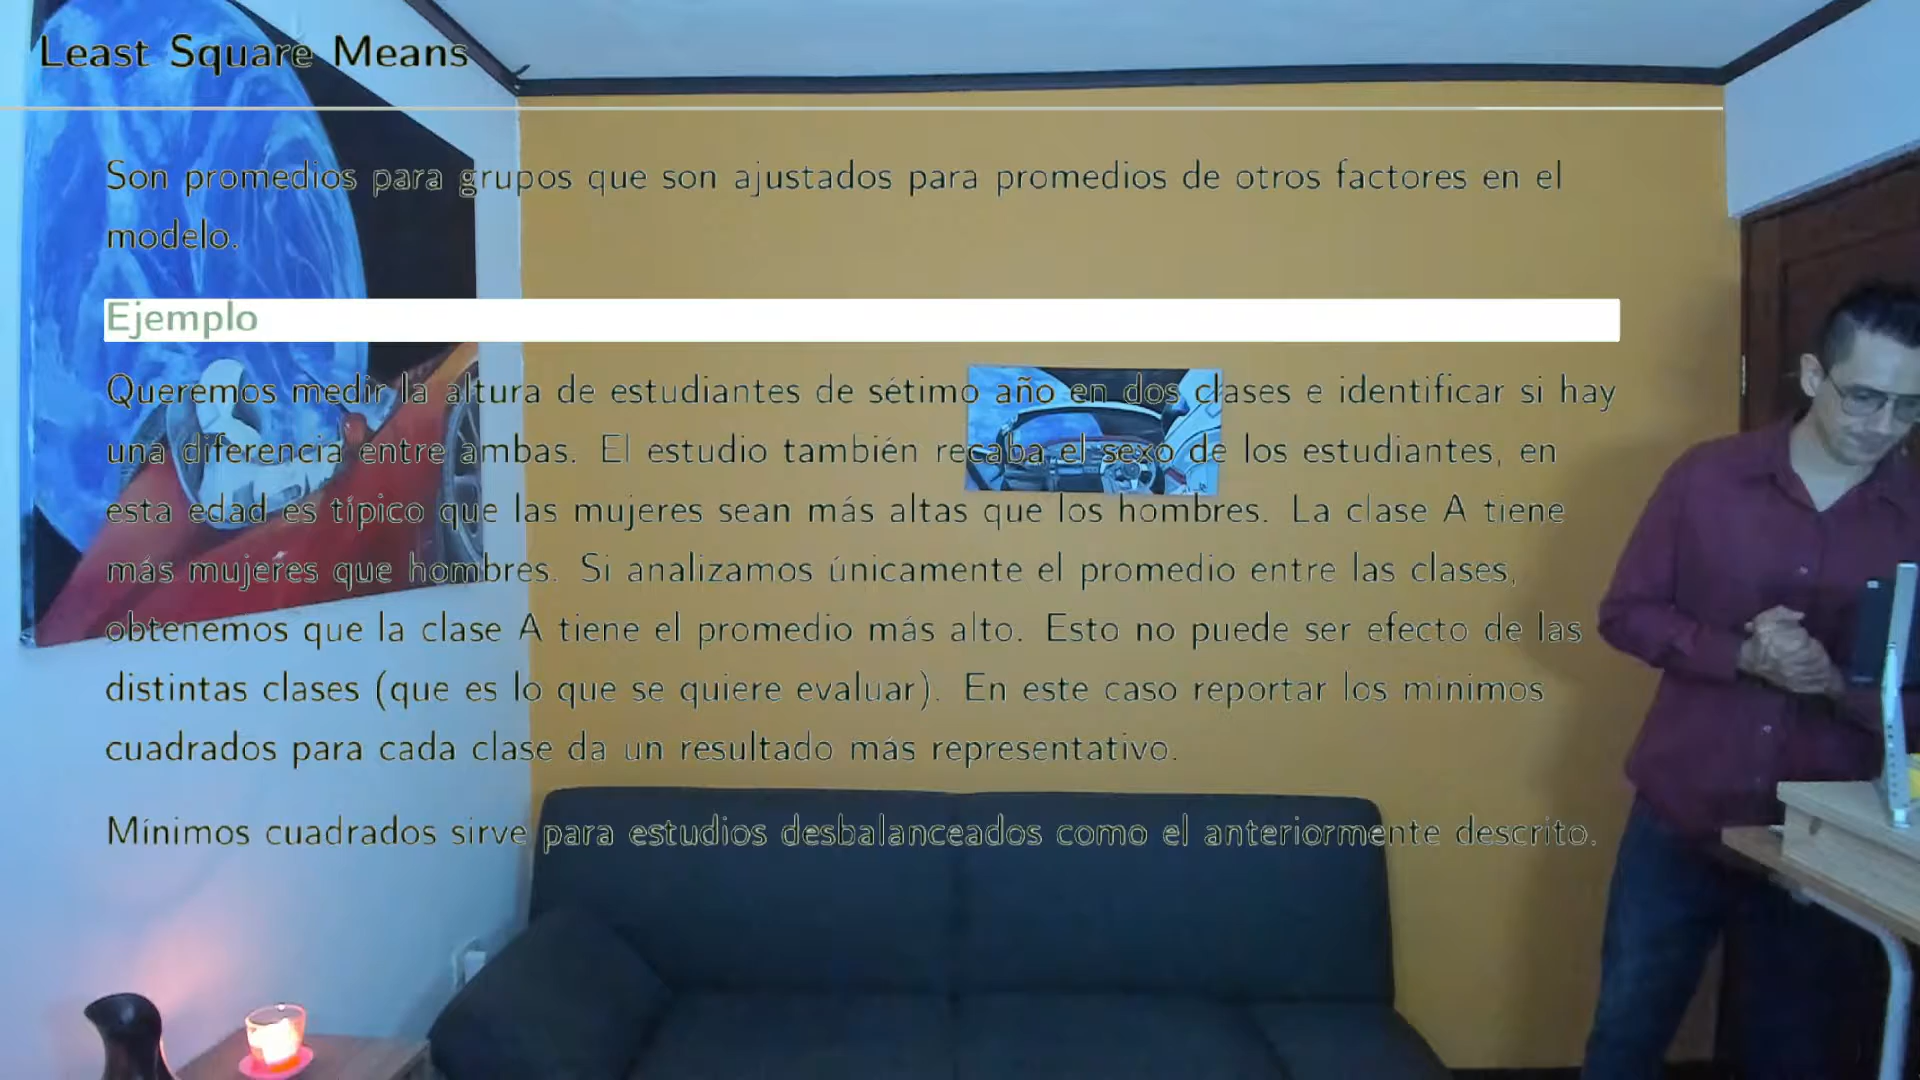 Least Square Means
Son promedios para grupos que son ajustados para promedios de otros factores en el
modelo.
Ejemplo
Queremos medir la altura de estudiantes de sétimo año en dos clases e identificar si hay
una diferencia entre ambas. El estudio también recaba el sexo de los estudiantes, en
esta edad es típico que las mujeres sean más altas que los hombres. La clase A tiene
más mujeres que hombres. Si analizamos únicamente el promedio entre las clases,
obtenemos que la clase A tiene el promedio más alto. Esto no puede ser efecto de las
distintas clases (que es lo que se quiere evaluar). En este caso reportar los minimos
cuadrados para cada clase da un resultado más representativo.
Mínimos cuadrados sirve para estudios desbalanceados como el anteriormente descrito.